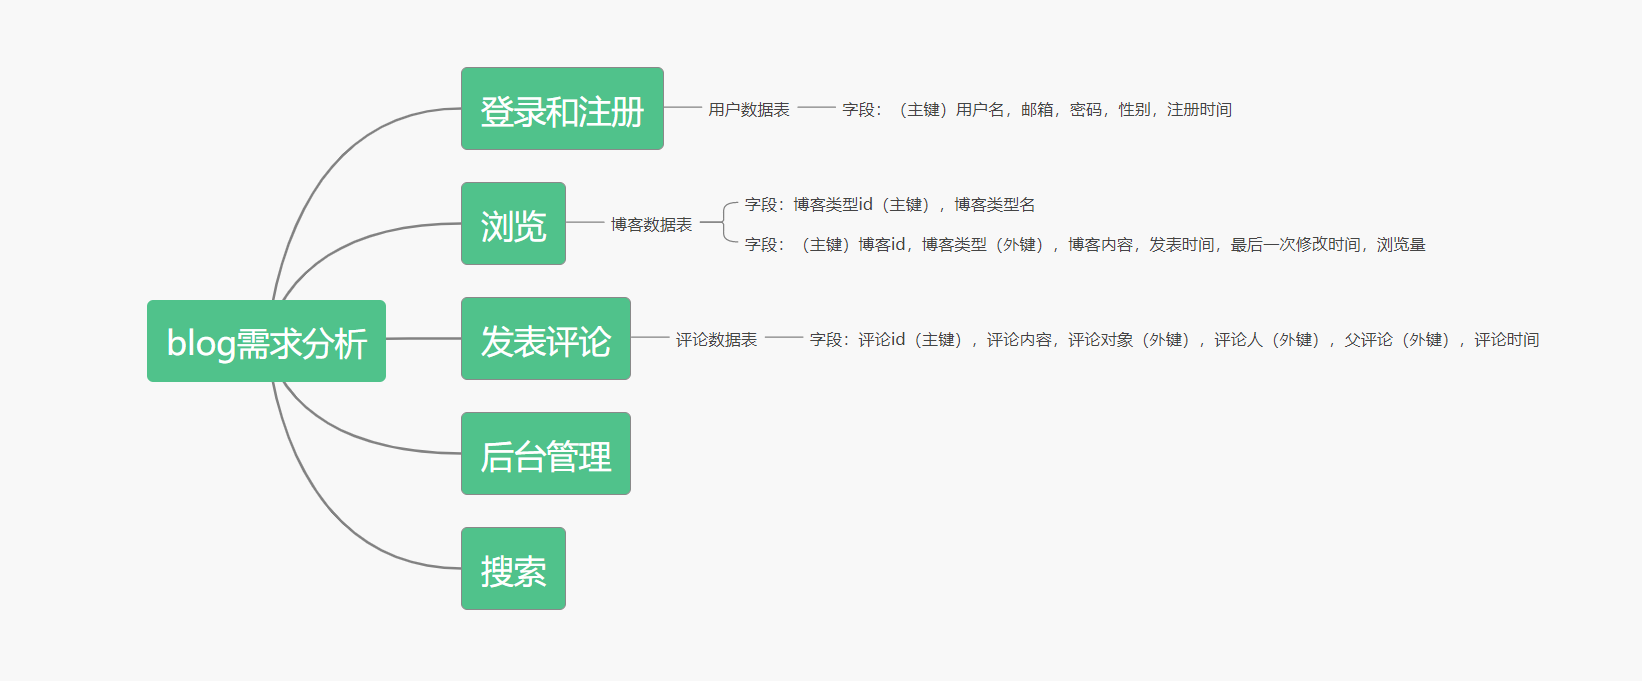 blog需求分析
登录和注册
用户数据表
字段：（主键）用户名，邮箱，密码，性别，注册时间
浏览
博客数据表
字段：博客类型id（主键），博客类型名
字段：（主键）博客id，博客类型（外键），博客内容，发表时间，最后一次修改时间，浏览量
发表评论
评论数据表
字段：评论id（主键），评论内容，评论对象（外键），评论人（外键），父评论（外键），评论时间
后台管理
搜索